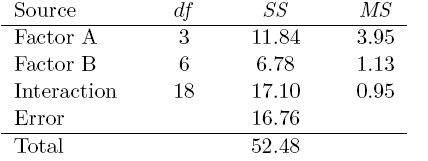 Source df SS MS
Factor A 3 11.84 3.95
Factor B 6 6.78 1.13
Interaction 18 17.10 0.95
Error 16.76
Total 52.48